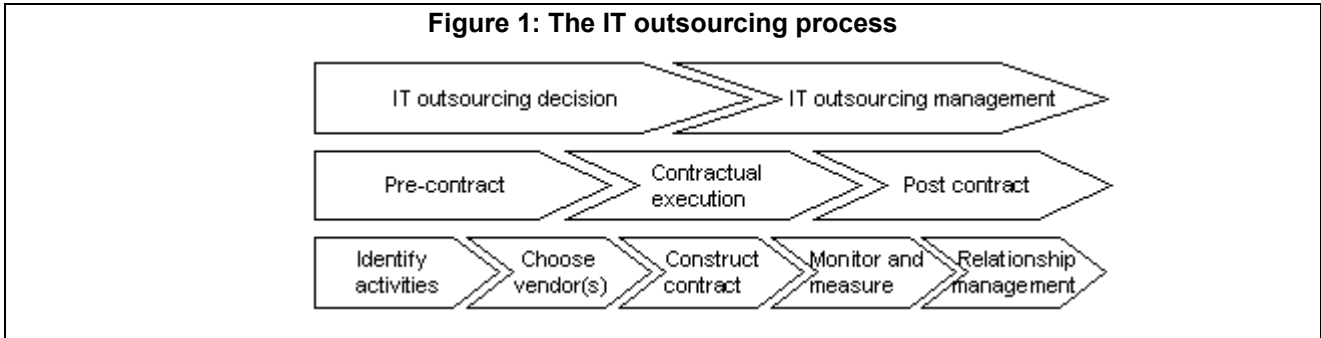 Figure 1: The IT outsourcing process
IT outsourcing decision
IT outsourcing management
Pre-contract
Contractual
execution
Post contract
Identify
activities
Choose
vendor(s)
Construct
contract
Monitor and
measure
Relationship
management